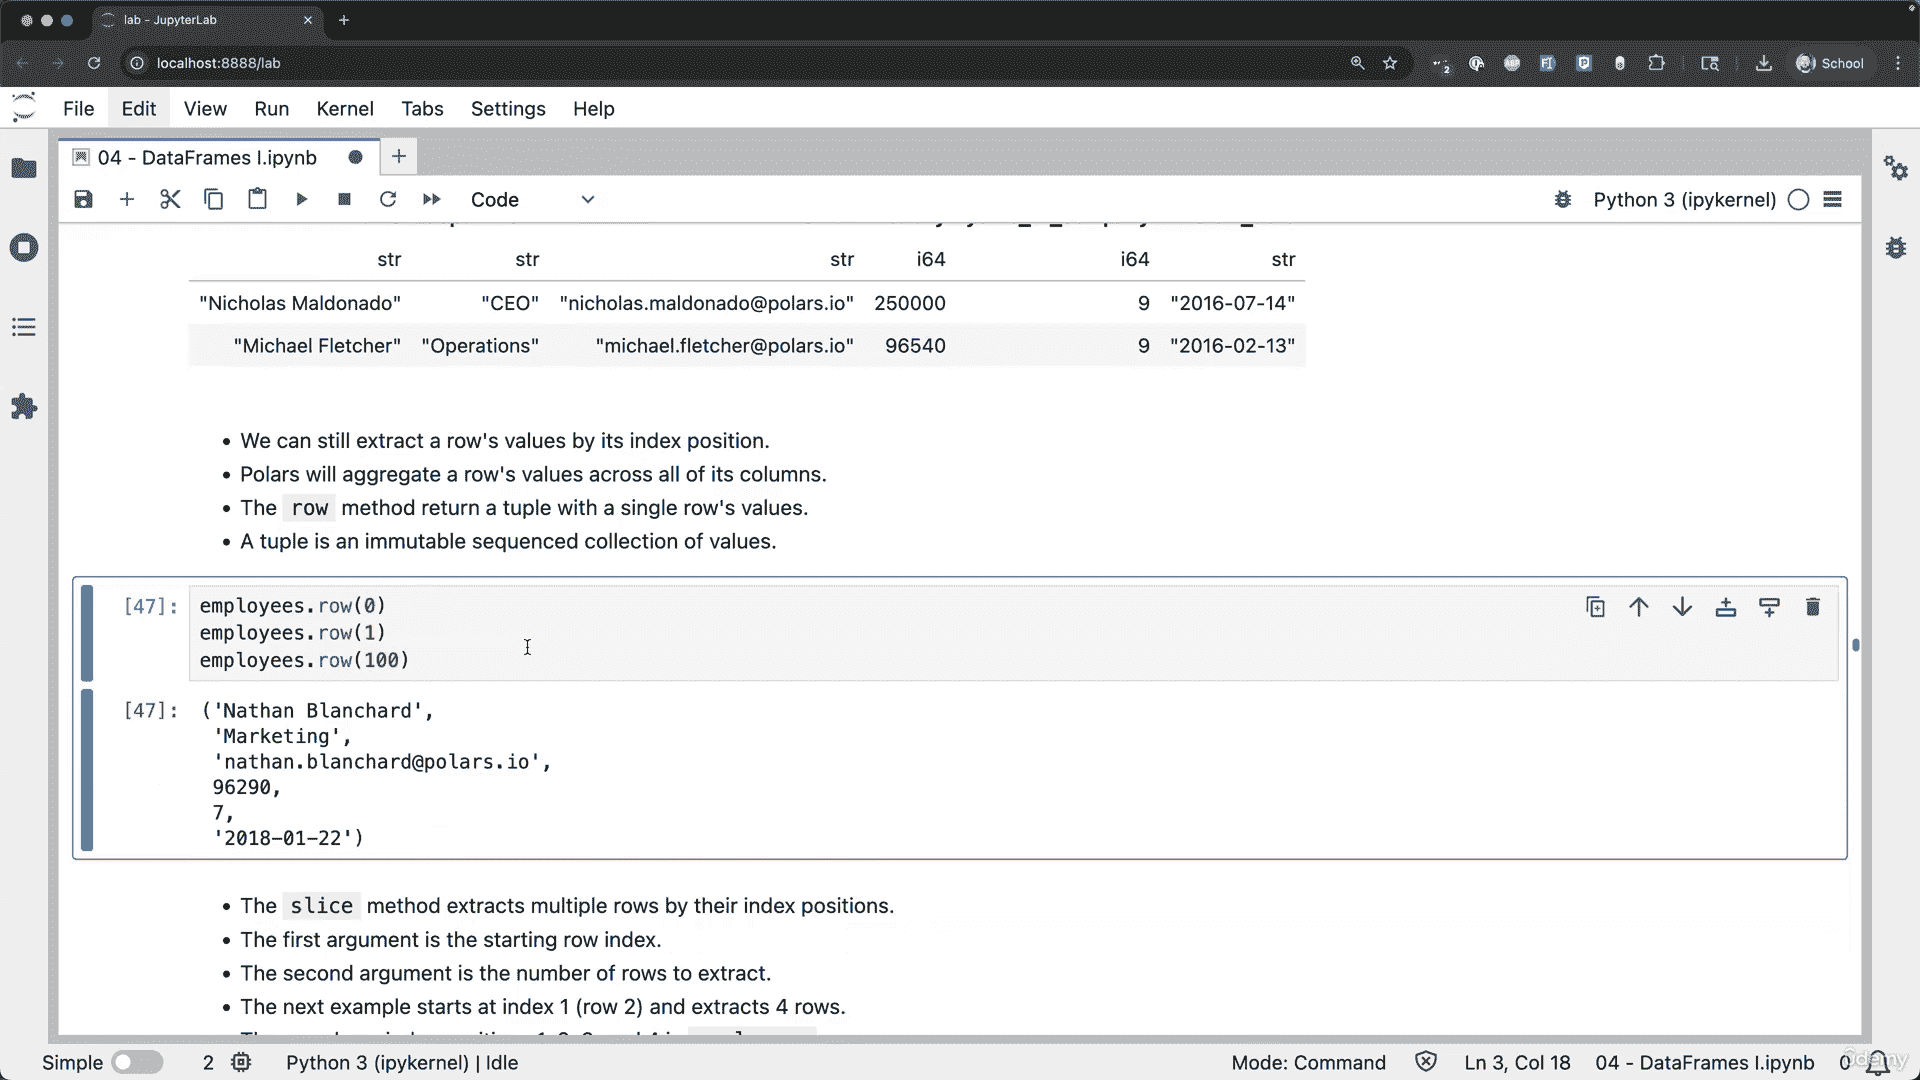 lab - JupyterLab
localhost:8888/lab
2
School
File Edit View Run Kernel Tabs Settings Help
04 - DataFrames I.ipynb
Code
Python 3 (ipykernel)
str str str i64 i64 str
"Nicholas Maldonado" "CEO" "nicholas.maldonado@polars.io" 250000 9 "2016-07-14"
"Michael Fletcher" "Operations" "michael.fletcher@polars.io" 96540 9 "2016-02-13"
• We can still extract a row's values by its index position.
• Polars will aggregate a row's values across all of its columns.
• The row method return a tuple with a single row's values.
• A tuple is an immutable sequenced collection of values.
[47]: employees.row(0)
employees.row(1)
employees.row(100)
[47]: ('Nathan Blanchard',
'Marketing',
'nathan.blanchard@polars.io',
96290,
7,
'2018-01-22')
• The slice method extracts multiple rows by their index positions.
• The first argument is the starting row index.
• The second argument is the number of rows to extract.
• The next example starts at index 1 (row 2) and extracts 4 rows.
Simple 2 Python 3 (ipykernel) | Idle Mode: Command Ln 3, Col 18 04 - DataFrames I.ipynb 0
Udemy